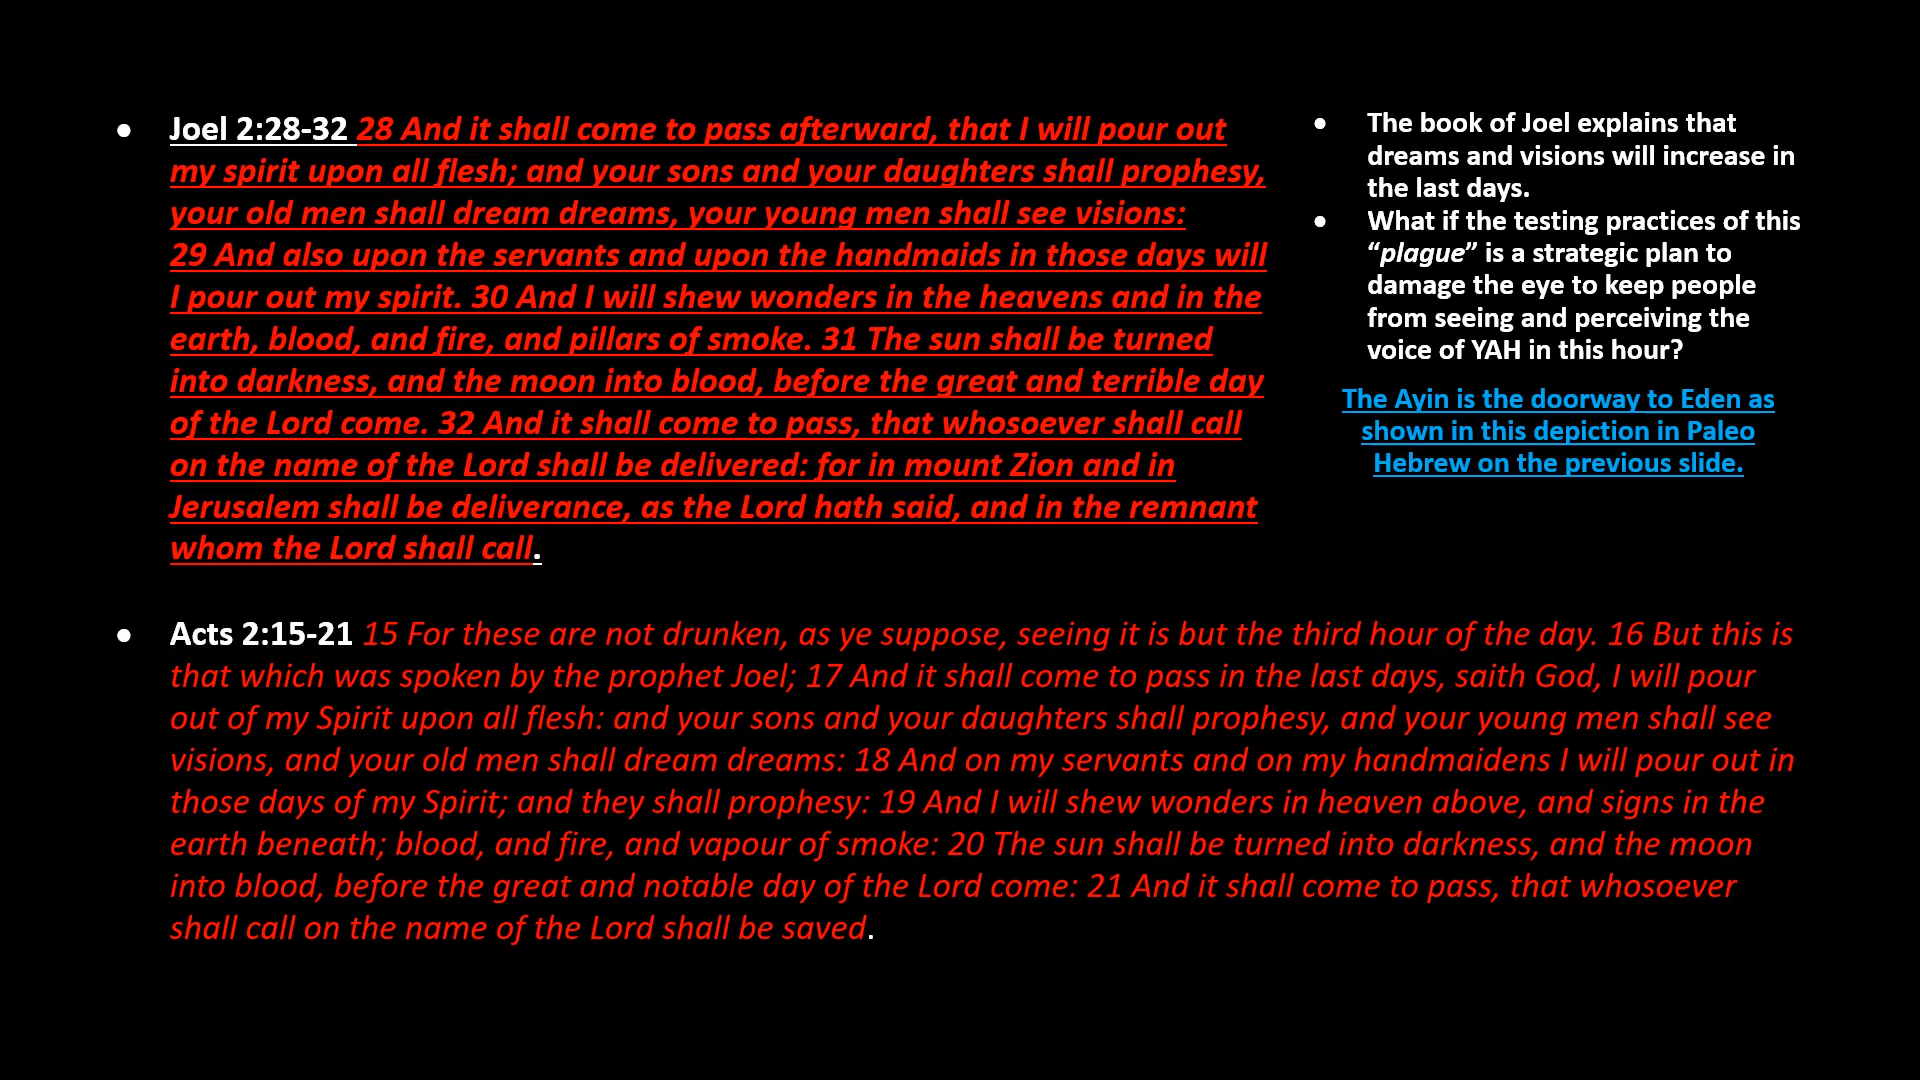 • Joel 2:28-32 28 And it shall come to pass afterward, that I will pour out
my spirit upon all flesh; and your sons and your daughters shall prophesy,
your old men shall dream dreams, your young men shall see visions:
29 And also upon the servants and upon the handmaids in those days will
I pour out my spirit. 30 And I will shew wonders in the heavens and in the
earth, blood, and fire, and pillars of smoke. 31 The sun shall be turned
into darkness, and the moon into blood, before the great and terrible day
of the Lord come. 32 And it shall come to pass, that whosoever shall call
on the name of the Lord shall be delivered: for in mount Zion and in
Jerusalem shall be deliverance, as the Lord hath said, and in the remnant
whom the Lord shall call.
• The book of Joel explains that
dreams and visions will increase in
the last days.
• What if the testing practices of this
“plague” is a strategic plan to
damage the eye to keep people
from seeing and perceiving the
voice of YAH in this hour?
The Ayin is the doorway to Eden as
shown in this depiction in Paleo
Hebrew on the previous slide.
• Acts 2:15-21 15 For these are not drunken, as ye suppose, seeing it is but the third hour of the day. 16 But this is
that which was spoken by the prophet Joel; 17 And it shall come to pass in the last days, saith God, I will pour
out of my Spirit upon all flesh: and your sons and your daughters shall prophesy, and your young men shall see
visions, and your old men shall dream dreams: 18 And on my servants and on my handmaidens I will pour out in
those days of my Spirit; and they shall prophesy: 19 And I will shew wonders in heaven above, and signs in the
earth beneath; blood, and fire, and vapour of smoke: 20 The sun shall be turned into darkness, and the moon
into blood, before the great and notable day of the Lord come: 21 And it shall come to pass, that whosoever
shall call on the name of the Lord shall be saved.